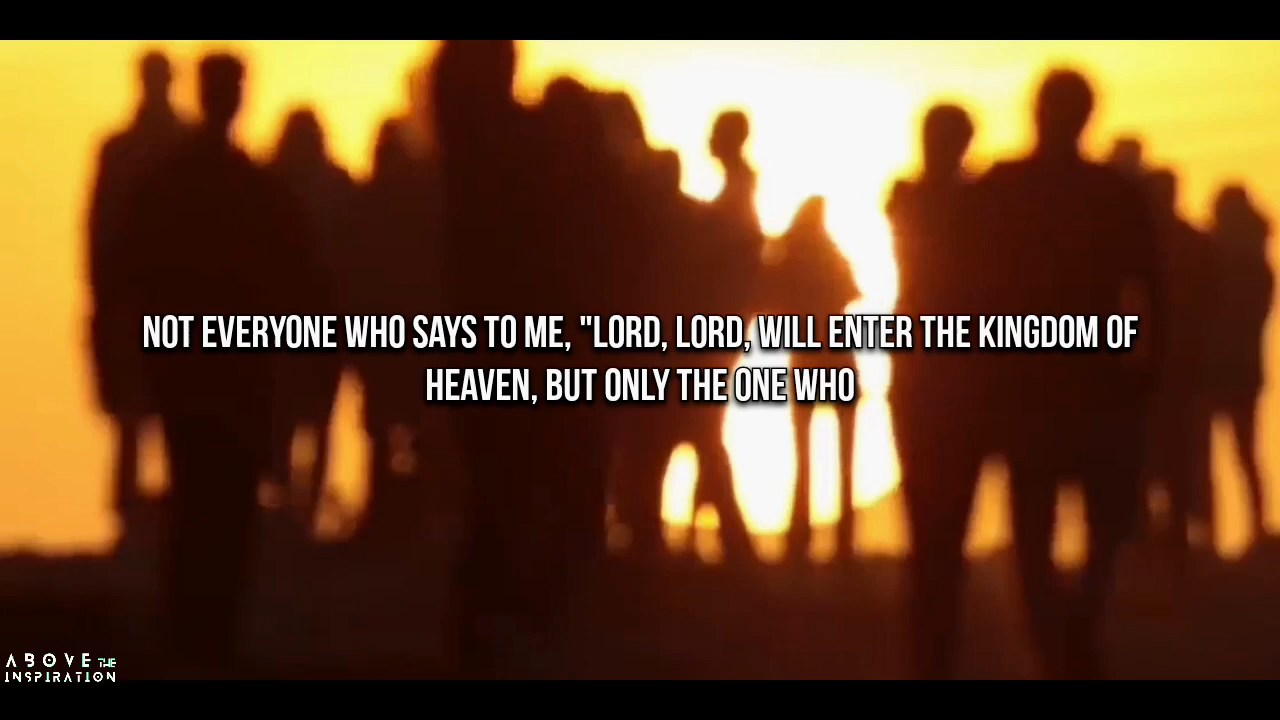 NOT EVERYONE WHO SAYS TO ME, "LORD, LORD, WILL ENTER THE KINGDOM OF
HEAVEN, BUT ONLY THE ONE WHO
ABOVE THE
INSPIRATION